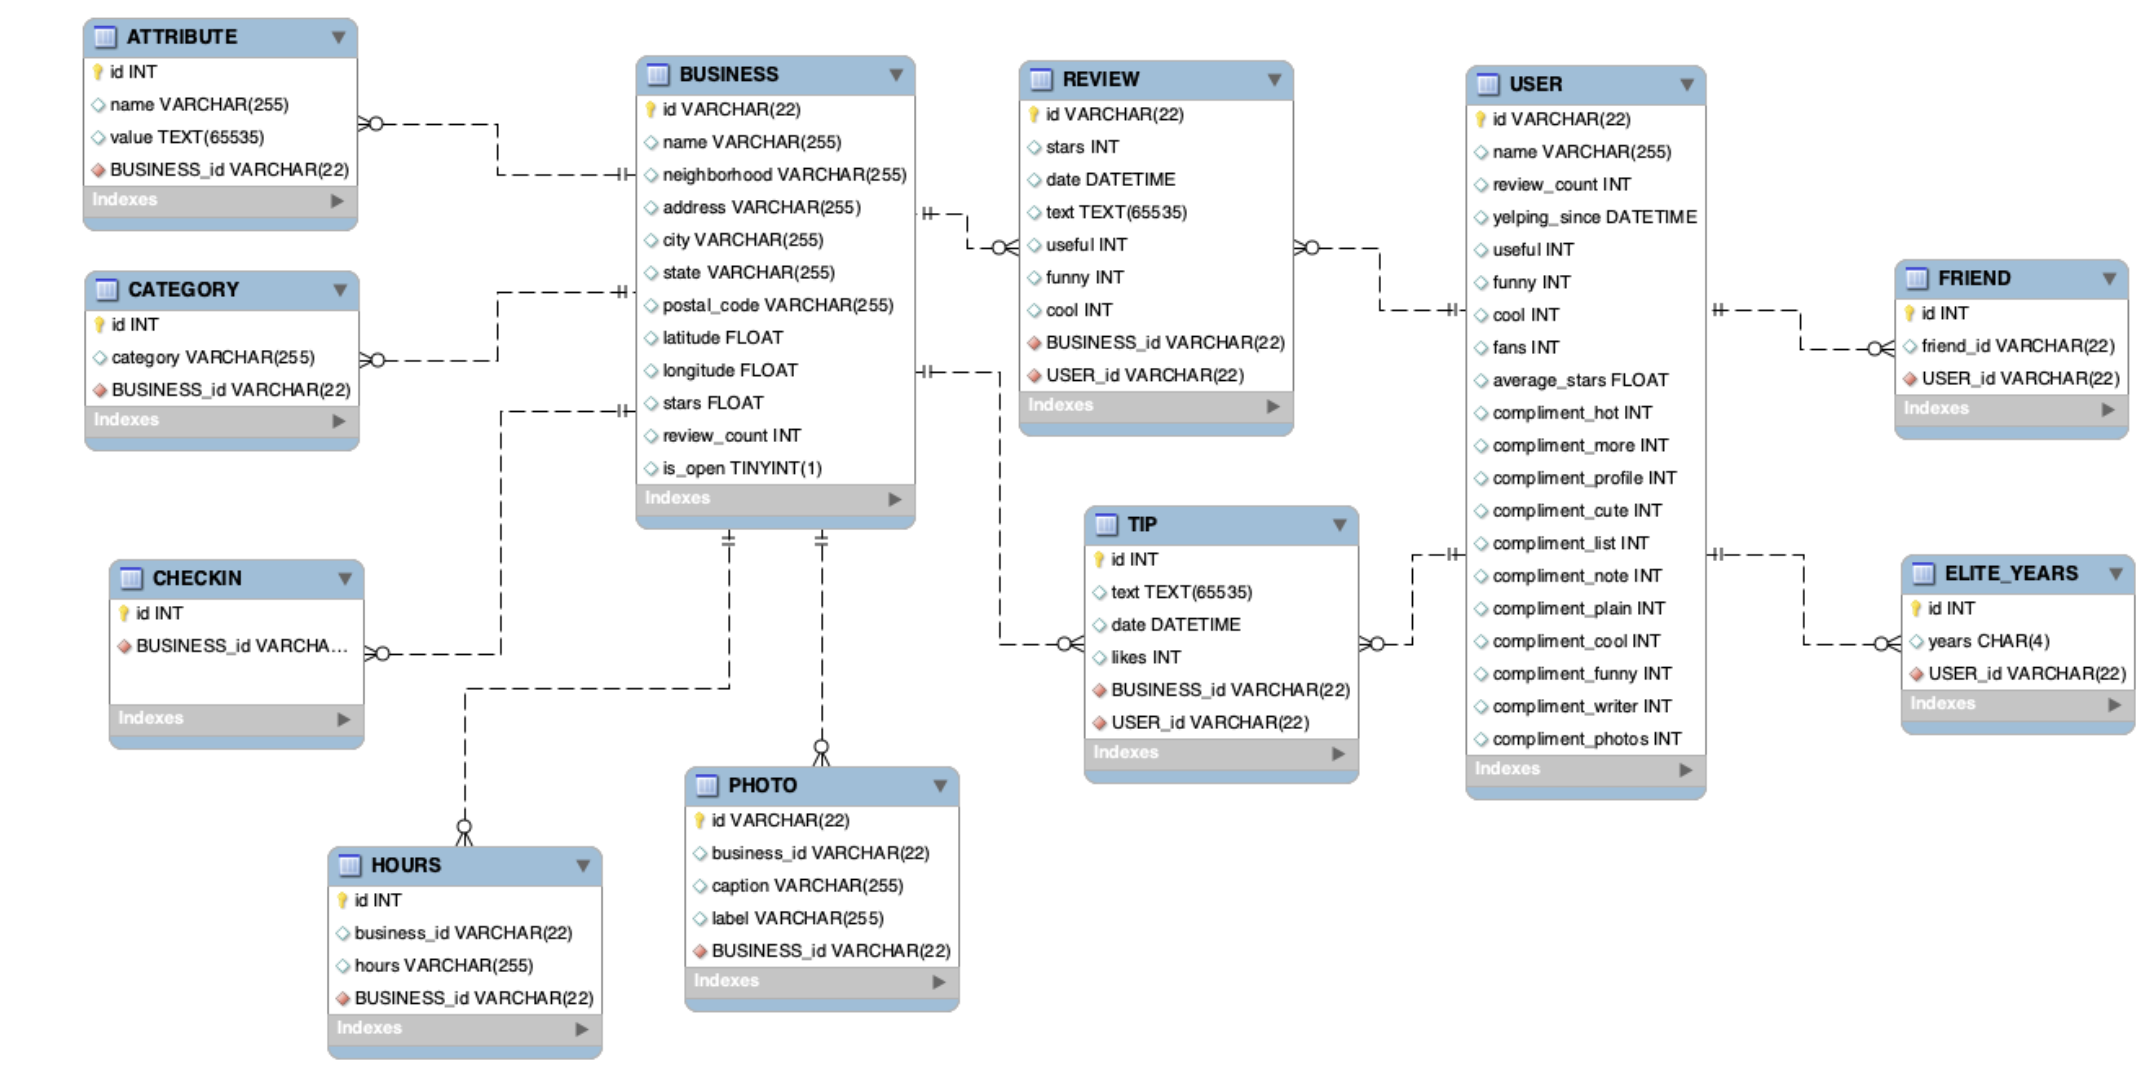 ATTRIBUTE
id INT
name VARCHAR(255)
value TEXT(65535)
BUSINESS_id VARCHAR(22)
Indexes
CATEGORY
id INT
category VARCHAR(255)
BUSINESS_id VARCHAR(22)
Indexes
CHECKIN
id INT
BUSINESS_id VARCHA...
Indexes
HOURS
id INT
business_id VARCHAR(22)
hours VARCHAR(255)
BUSINESS_id VARCHAR(22)
Indexes
BUSINESS
id VARCHAR(22)
name VARCHAR(255)
neighborhood VARCHAR(255)
address VARCHAR(255)
city VARCHAR(255)
state VARCHAR(255)
postal_code VARCHAR(255)
latitude FLOAT
longitude FLOAT
stars FLOAT
review_count INT
is_open TINYINT(1)
Indexes
PHOTO
id VARCHAR(22)
business_id VARCHAR(22)
caption VARCHAR(255)
label VARCHAR(255)
BUSINESS_id VARCHAR(22)
Indexes
REVIEW
id VARCHAR(22)
stars INT
date DATETIME
text TEXT(65535)
useful INT
funny INT
cool INT
BUSINESS_id VARCHAR(22)
USER_id VARCHAR(22)
Indexes
TIP
id INT
text TEXT(65535)
date DATETIME
likes INT
BUSINESS_id VARCHAR(22)
USER_id VARCHAR(22)
Indexes
USER
id VARCHAR(22)
name VARCHAR(255)
review_count INT
yelping_since DATETIME
useful INT
funny INT
cool INT
fans INT
average_stars FLOAT
compliment_hot INT
compliment_more INT
compliment_profile INT
compliment_cute INT
compliment_list INT
compliment_note INT
compliment_plain INT
compliment_cool INT
compliment_funny INT
compliment_writer INT
compliment_photos INT
Indexes
FRIEND
id INT
friend_id VARCHAR(22)
USER_id VARCHAR(22)
Indexes
ELITE_YEARS
id INT
years CHAR(4)
USER_id VARCHAR(22)
Indexes